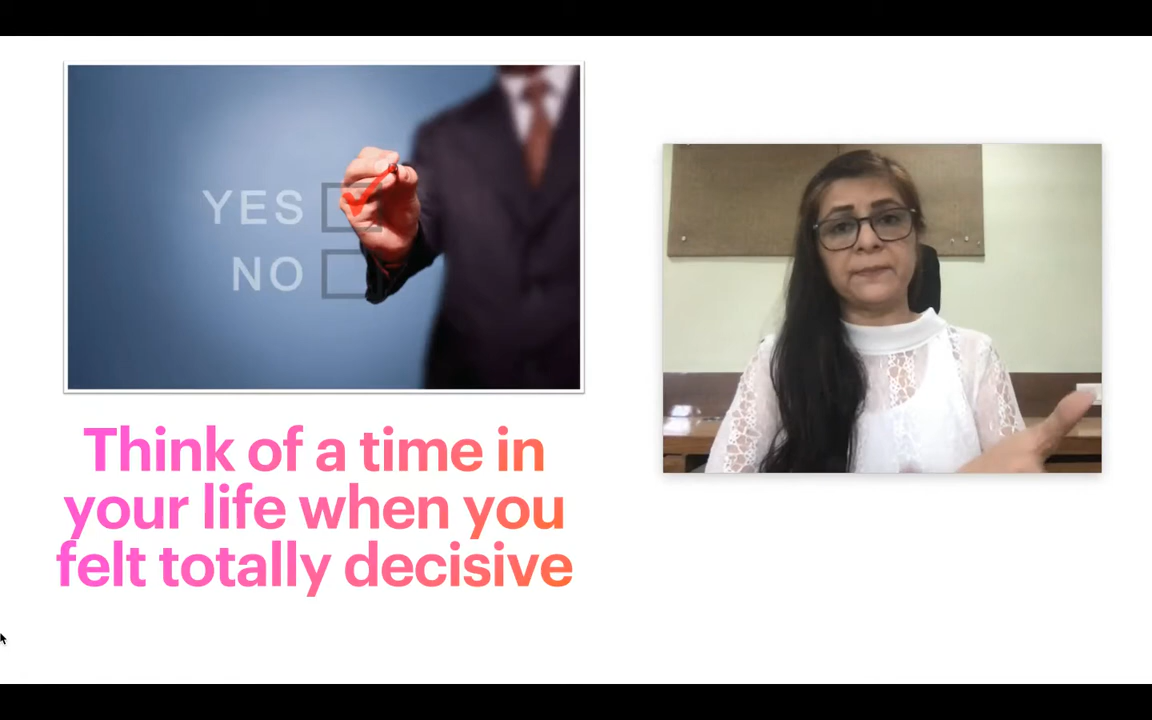 YES
NO
Think of a time in
your life when you
felt totally decisive